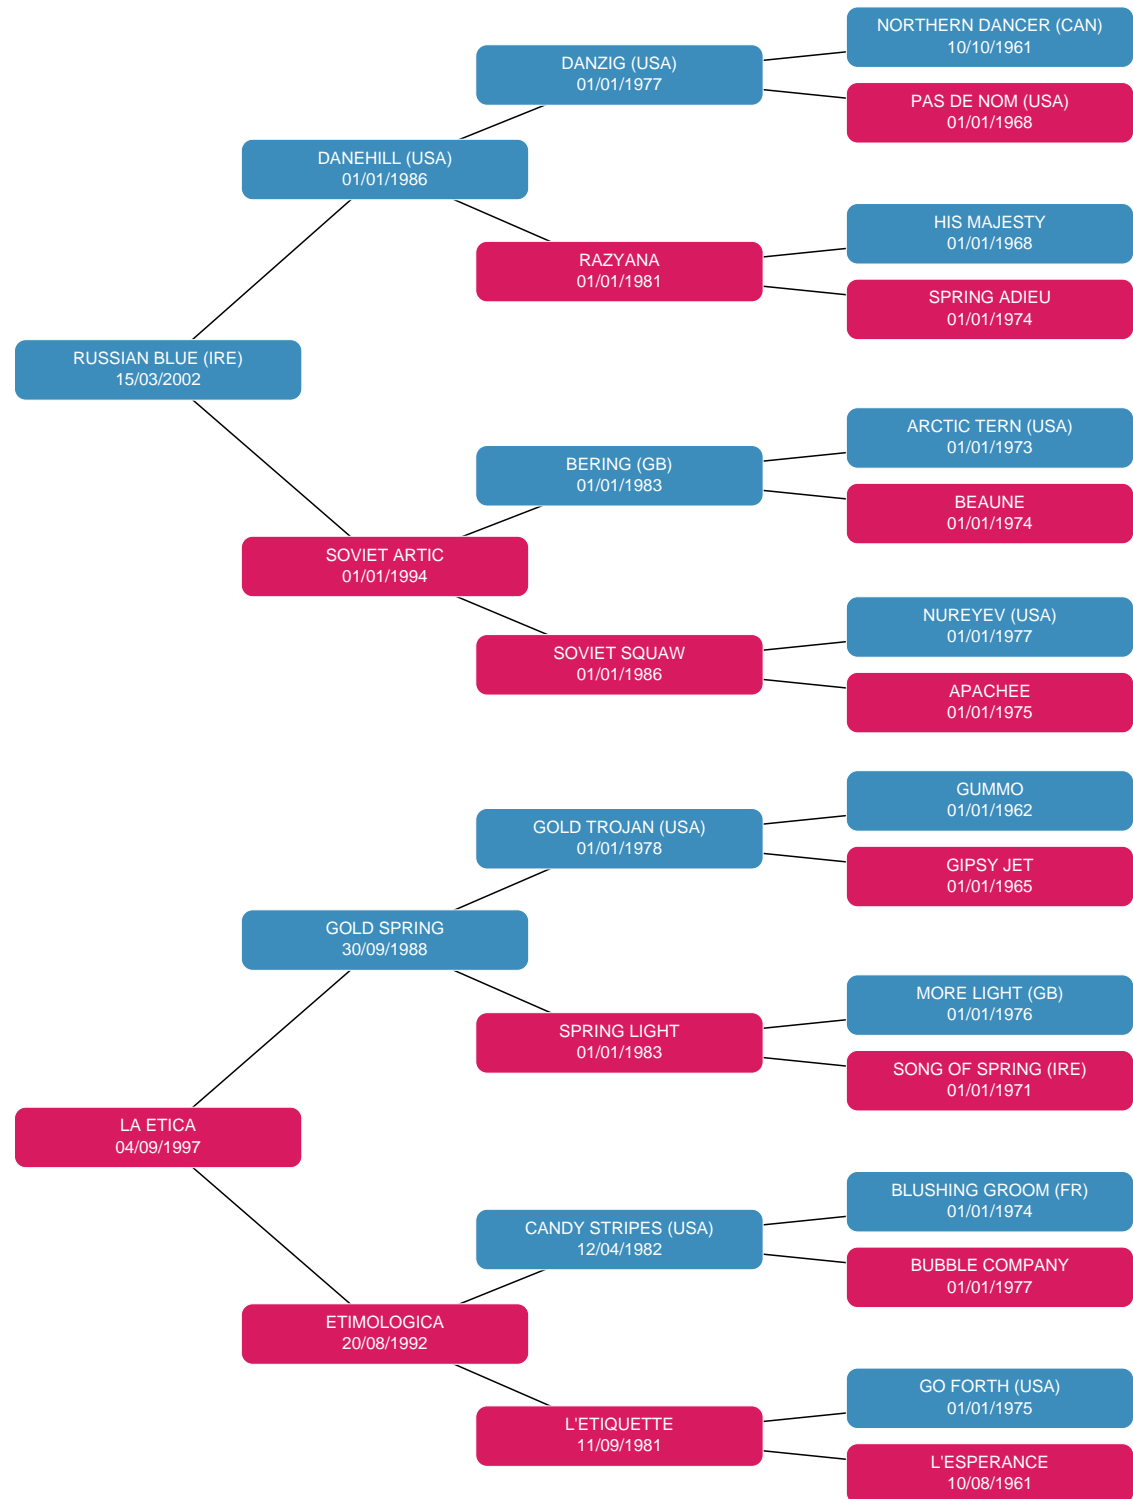 NORTHERN DANCER (CAN)
10/10/1961
DANZIG (USA)
01/01/1977
PAS DE NOM (USA)
01/01/1968
DANEHILL (USA)
01/01/1986
HIS MAJESTY
01/01/1968
RAZYANA
01/01/1981
SPRING ADIEU
01/01/1974
RUSSIAN BLUE (IRE)
15/03/2002
ARCTIC TERN (USA)
01/01/1973
BERING (GB)
01/01/1983
BEAUNE
01/01/1974
SOVIET ARTIC
01/01/1994
NUREYEV (USA)
01/01/1977
SOVIET SQUAW
01/01/1986
APACHEE
01/01/1975
GUMMO
01/01/1962
GOLD TROJAN (USA)
01/01/1978
GIPSY JET
01/01/1965
GOLD SPRING
30/09/1988
MORE LIGHT (GB)
01/01/1976
SPRING LIGHT
01/01/1983
SONG OF SPRING (IRE)
01/01/1971
LA ETICA
04/09/1997
BLUSHING GROOM (FR)
01/01/1974
CANDY STRIPES (USA)
12/04/1982
BUBBLE COMPANY
01/01/1977
ETIMOLOGICA
20/08/1992
GO FORTH (USA)
01/01/1975
L'ETIQUETTE
11/09/1981
L'ESPERANCE
10/08/1961